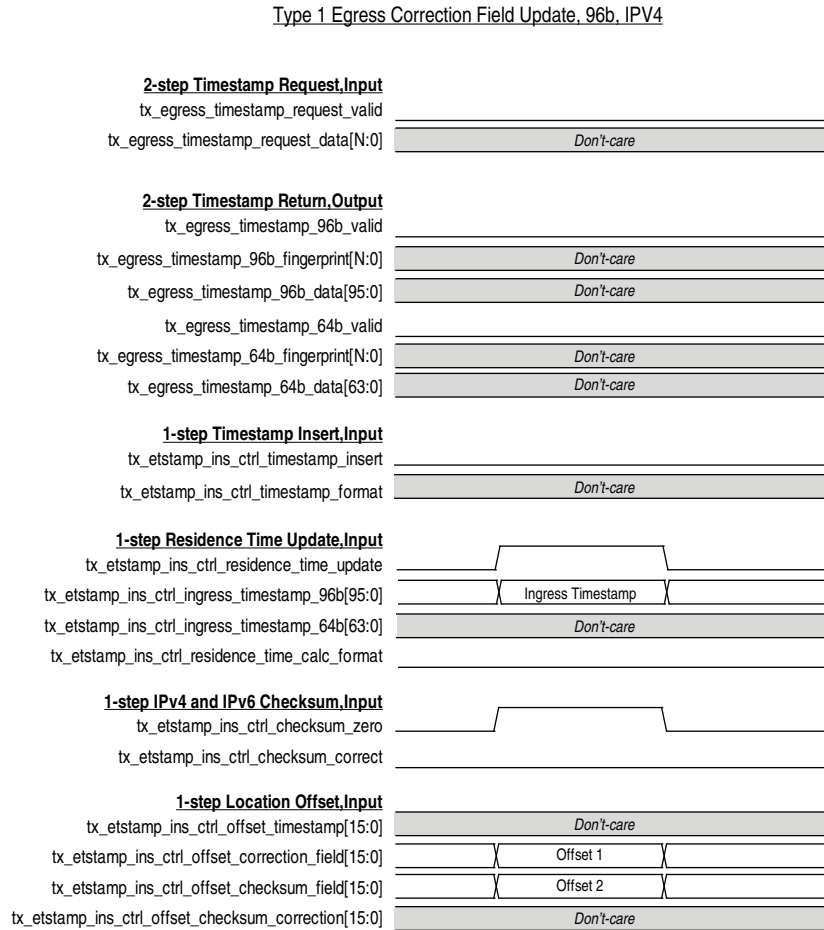 Type 1 Egress Correction Field Update, 96b, IPV4
2-step Timestamp Request,Input
tx_egress_timestamp_request_valid
tx_egress_timestamp_request_data[N:0] Don't-care
2-step Timestamp Return,Output
tx_egress_timestamp_96b_valid
tx_egress_timestamp_96b_fingerprint[N:0] Don't-care
tx_egress_timestamp_96b_data[95:0] Don't-care
tx_egress_timestamp_64b_valid
tx_egress_timestamp_64b_fingerprint[N:0] Don't-care
tx_egress_timestamp_64b_data[63:0] Don't-care
1-step Timestamp Insert,Input
tx_etstamp_ins_ctrl_timestamp_insert
tx_etstamp_ins_ctrl_timestamp_format Don't-care
1-step Residence Time Update,Input
tx_etstamp_ins_ctrl_residence_time_update
tx_etstamp_ins_ctrl_ingress_timestamp_96b[95:0] Ingress Timestamp
tx_etstamp_ins_ctrl_ingress_timestamp_64b[63:0] Don't-care
tx_etstamp_ins_ctrl_residence_time_calc_format
1-step IPv4 and IPv6 Checksum,Input
tx_etstamp_ins_ctrl_checksum_zero
tx_etstamp_ins_ctrl_checksum_correct
1-step Location Offset,Input
tx_etstamp_ins_ctrl_offset_timestamp[15:0] Don't-care
tx_etstamp_ins_ctrl_offset_correction_field[15:0] Offset 1
tx_etstamp_ins_ctrl_offset_checksum_field[15:0] Offset 2
tx_etstamp_ins_ctrl_offset_checksum_correction[15:0] Don't-care